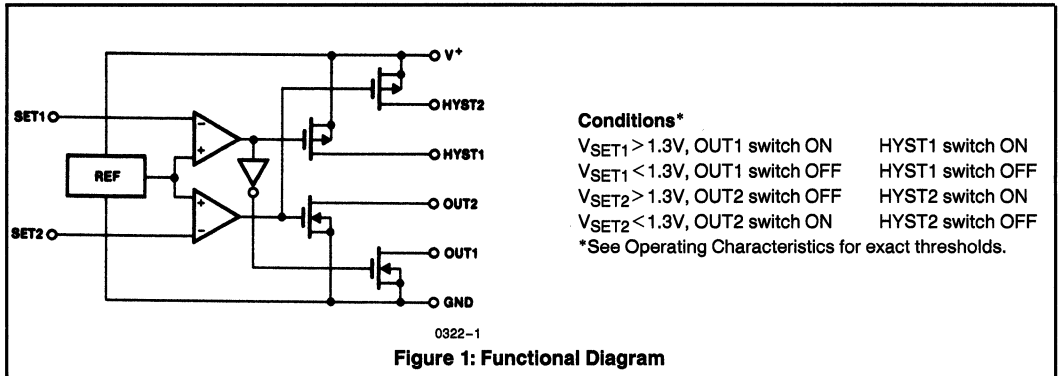 V+
HYST2
SET1
HYST1
REF
OUT2
SET2
OUT1
GND
0322–1
Conditions*
VSET1 > 1.3V, OUT1 switch ON HYST1 switch ON
VSET1 < 1.3V, OUT1 switch OFF HYST1 switch OFF
VSET2 > 1.3V, OUT2 switch OFF HYST2 switch ON
VSET2 < 1.3V, OUT2 switch ON HYST2 switch OFF
*See Operating Characteristics for exact thresholds.
Figure 1: Functional Diagram